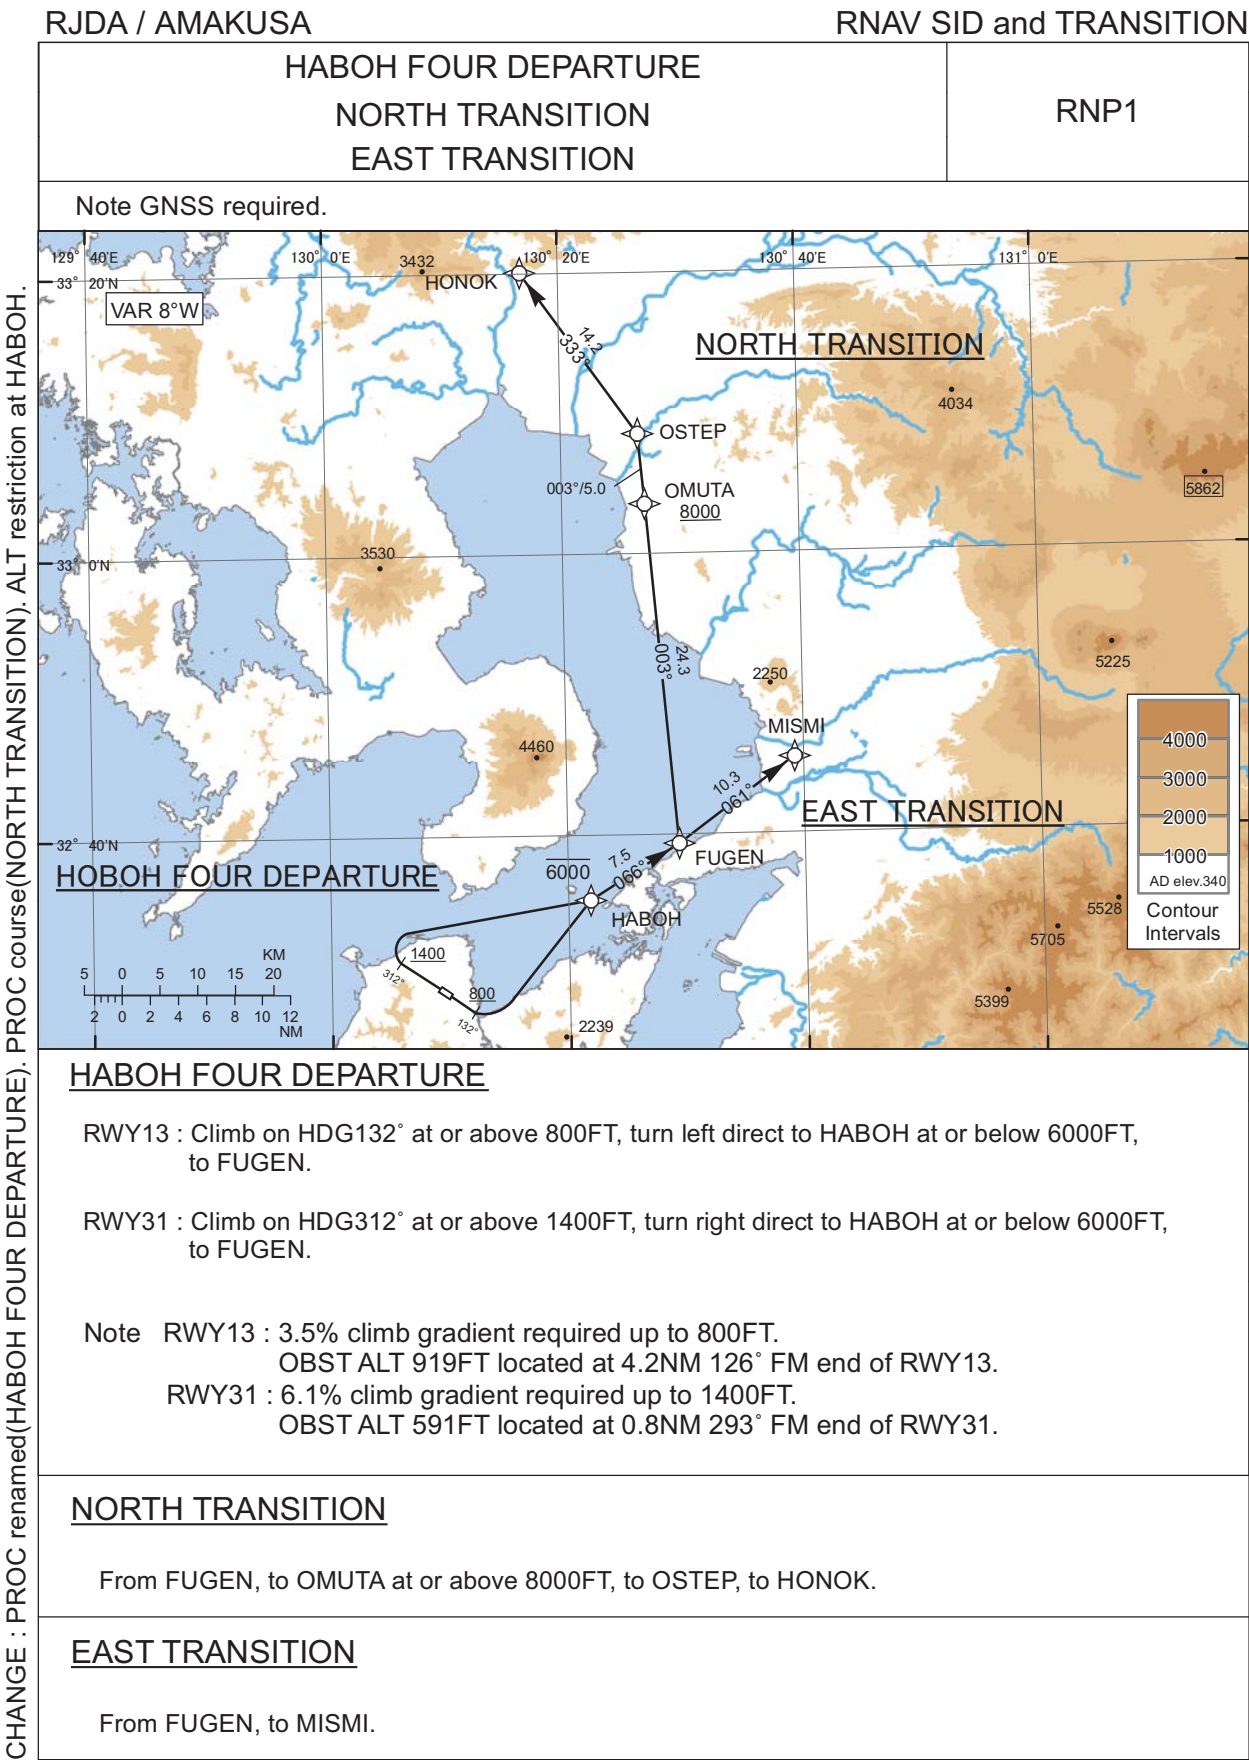 RJDA / AMAKUSA
RNAV SID and TRANSITION
HABOH FOUR DEPARTURE
NORTH TRANSITION
EAST TRANSITION
RNP1
Note GNSS required.
129° 40'E
130° 0'E
130° 20'E
130° 40'E
131° 0'E
33° 20'N
VAR 8°W
3432
HONOK
14.2
333°
NORTH TRANSITION
4034
OSTEP
003°/5.0
OMUTA
8000
5862
33° 0'N
3530
24.3
003°
2250
5225
MISMI
4460
10.3
061°
EAST TRANSITION
4000
3000
2000
1000
AD elev.340
Contour
Intervals
32° 40'N
HOBOH FOUR DEPARTURE
6000
7.5
066°
FUGEN
HABOH
5528
5705
5399
1400
312°
800
132°
2239
KM
5 0 5 10 15 20
2 0 2 4 6 8 10 12
NM
HABOH FOUR DEPARTURE
RWY13 : Climb on HDG132° at or above 800FT, turn left direct to HABOH at or below 6000FT,
to FUGEN.
RWY31 : Climb on HDG312° at or above 1400FT, turn right direct to HABOH at or below 6000FT,
to FUGEN.
Note RWY13 : 3.5% climb gradient required up to 800FT.
OBST ALT 919FT located at 4.2NM 126° FM end of RWY13.
RWY31 : 6.1% climb gradient required up to 1400FT.
OBST ALT 591FT located at 0.8NM 293° FM end of RWY31.
NORTH TRANSITION
From FUGEN, to OMUTA at or above 8000FT, to OSTEP, to HONOK.
EAST TRANSITION
From FUGEN, to MISMI.
CHANGE : PROC renamed(HABOH FOUR DEPARTURE). PROC course(NORTH TRANSITION). ALT restriction at HABOH.